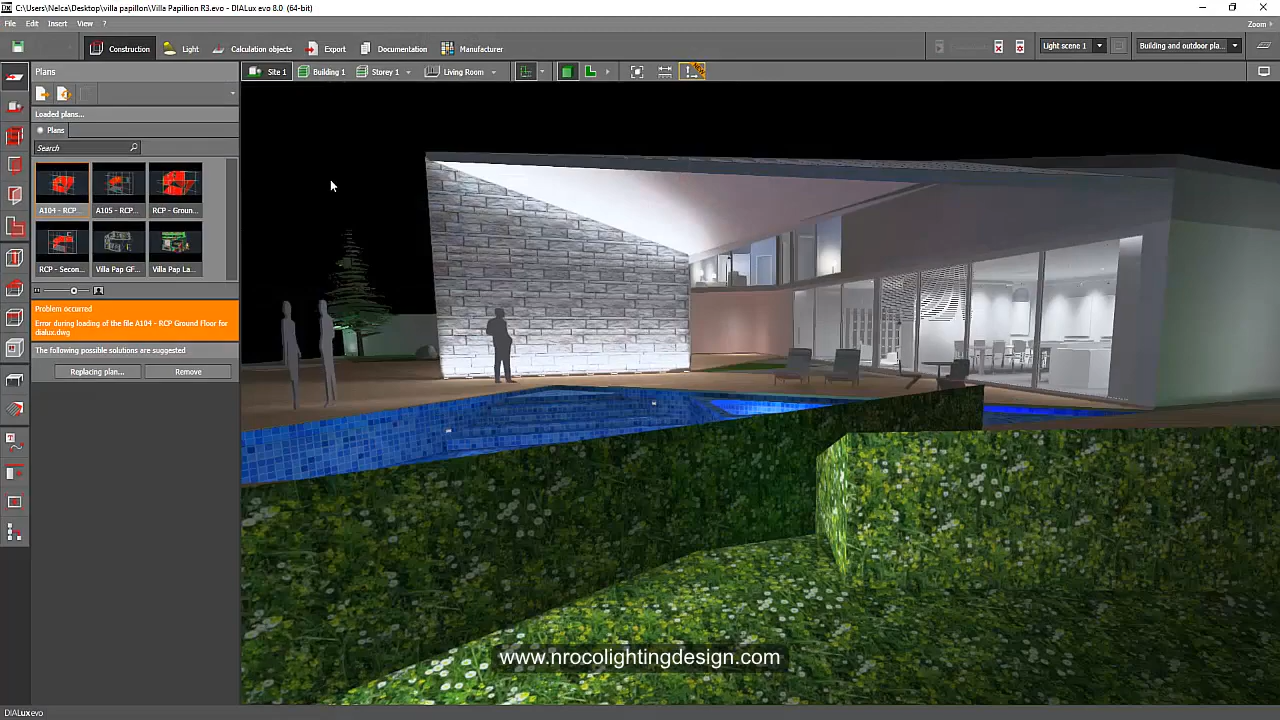 C:\Users\Nelca\Desktop\villa papillon\Villa Papillion R3.evo - DIALux evo 8.0 (64-bit)
File Edit Insert View ?
Zoom
Construction Light Calculation objects Export Documentation Manufacturer
Light scene 1 Building and outdoor pla...
Plans
Site 1 Building 1 Storey 1 Living Room
Loaded plans...
Plans
Search
A104 - RCP... A105 - RCP... RCP - Groun...
RCP - Secon... Villa Pap GF... Villa Pap La...
Problem occurred
Error during loading of the file A104 - RCP Ground Floor for
dialux.dwg
The following possible solutions are suggested
Replacing plan... Remove
www.nrocolightingdesign.com
DIALux evo